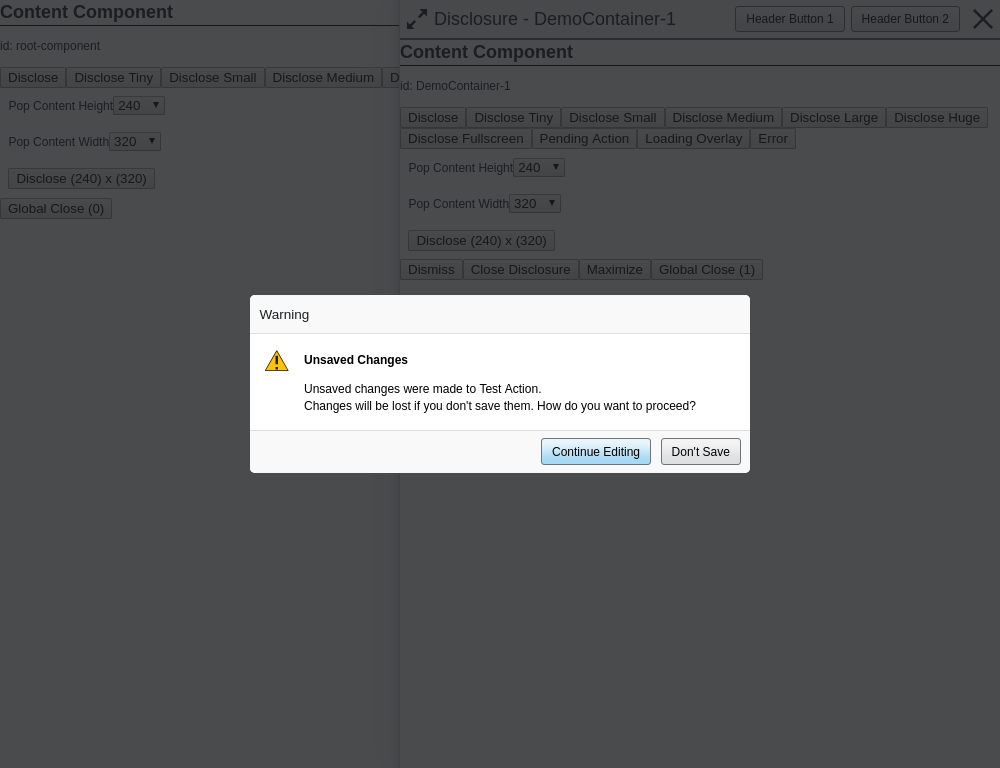 Content Component
id: root-component
Disclose Disclose Tiny Disclose Small Disclose Medium D
Pop Content Height 240
Pop Content Width 320
Disclose (240) x (320)
Global Close (0)
Disclosure - DemoContainer-1 Header Button 1 Header Button 2
Content Component
id: DemoContainer-1
Disclose Disclose Tiny Disclose Small Disclose Medium Disclose Large Disclose Huge
Disclose Fullscreen Pending Action Loading Overlay Error
Pop Content Height 240
Pop Content Width 320
Disclose (240) x (320)
Dismiss Close Disclosure Maximize Global Close (1)
Warning
Unsaved Changes
Unsaved changes were made to Test Action.
Changes will be lost if you don't save them. How do you want to proceed?
Continue Editing Don't Save